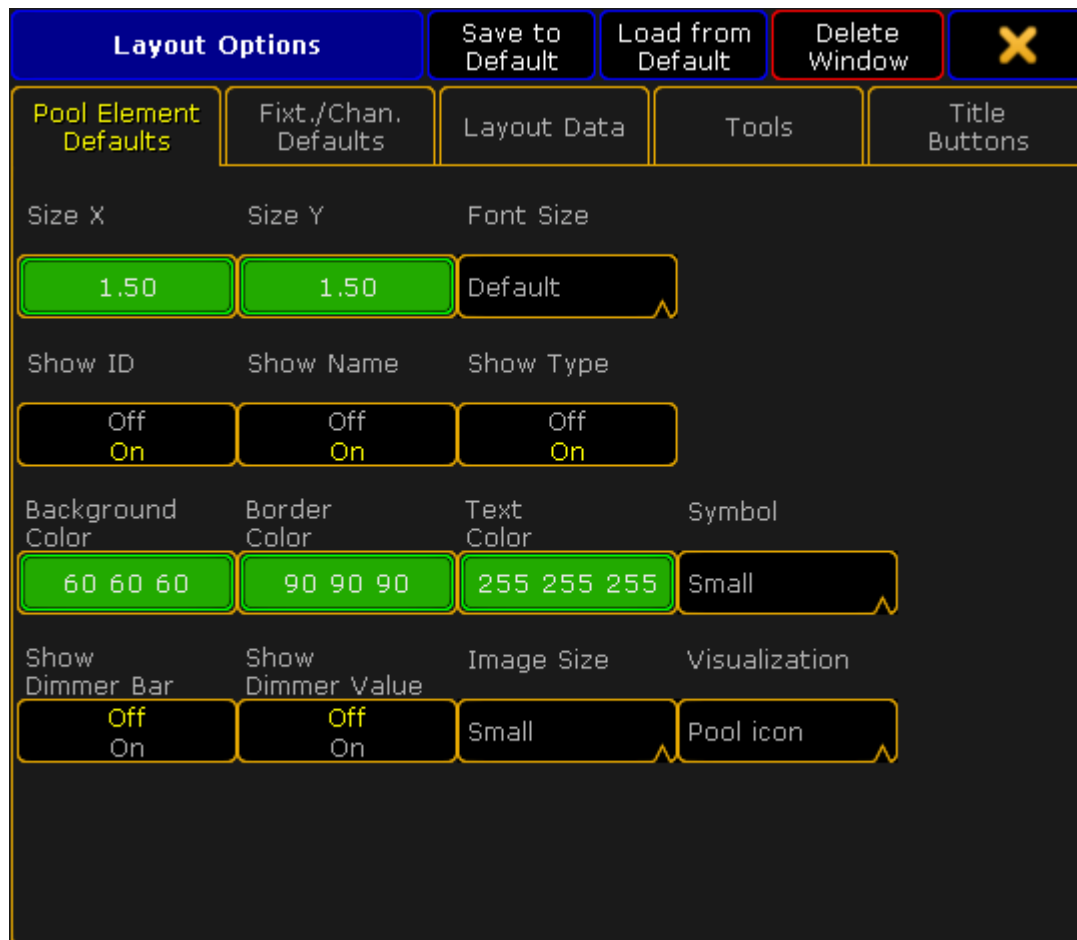 Layout Options
Save to
Default
Load from
Default
Delete
Window
Pool Element
Defaults
Fixt./Chan.
Defaults
Layout Data
Tools
Title
Buttons
Size X
Size Y
Font Size
1.50
1.50
Default
Show ID
Show Name
Show Type
Off
On
Off
On
Off
On
Background
Color
Border
Color
Text
Color
Symbol
60 60 60
90 90 90
255 255 255
Small
Show
Dimmer Bar
Show
Dimmer Value
Image Size
Visualization
Off
On
Off
On
Small
Pool icon